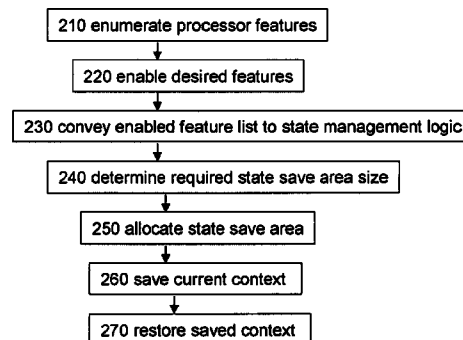 210 enumerate processor features
220 enable desired features
230 convey enabled feature list to state management logic
240 determine required state save area size
250 allocate state save area
260 save current context
270 restore saved context